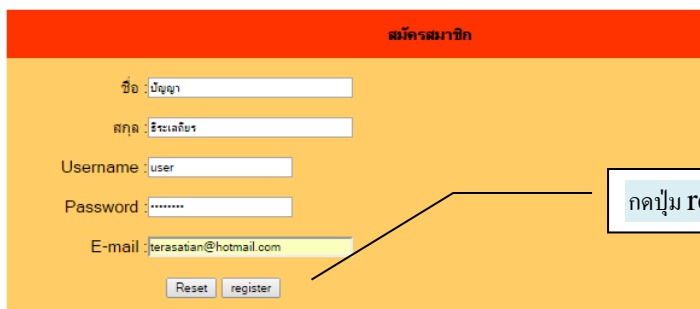 สมัครสมาชิก
ชื่อ : ปัญญา
สกุล : ธีระเสถียร
Username : user
Password : ••••••••
E-mail : terasatian@hotmail.com
กดปุ่ม
Reset register